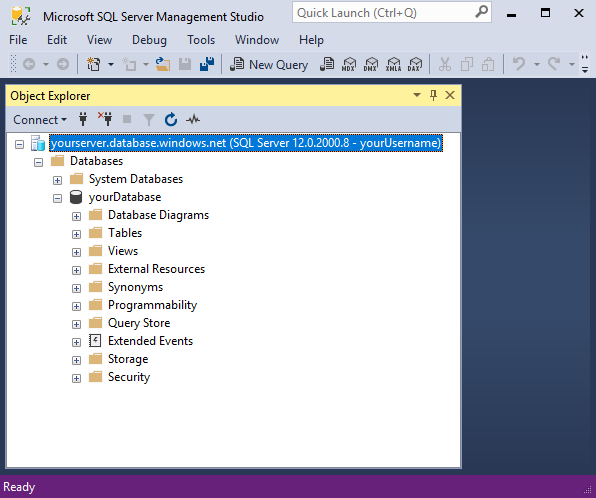 Microsoft SQL Server Management Studio
Quick Launch (Ctrl+Q)
File Edit View Debug Tools Window Help
New Query MDX DMX XMLA DAX
Object Explorer
Connect
yourserver.database.windows.net (SQL Server 12.0.2000.8 - yourUsername)
Databases
System Databases
yourDatabase
Database Diagrams
Tables
Views
External Resources
Synonyms
Programmability
Query Store
Extended Events
Storage
Security
Ready